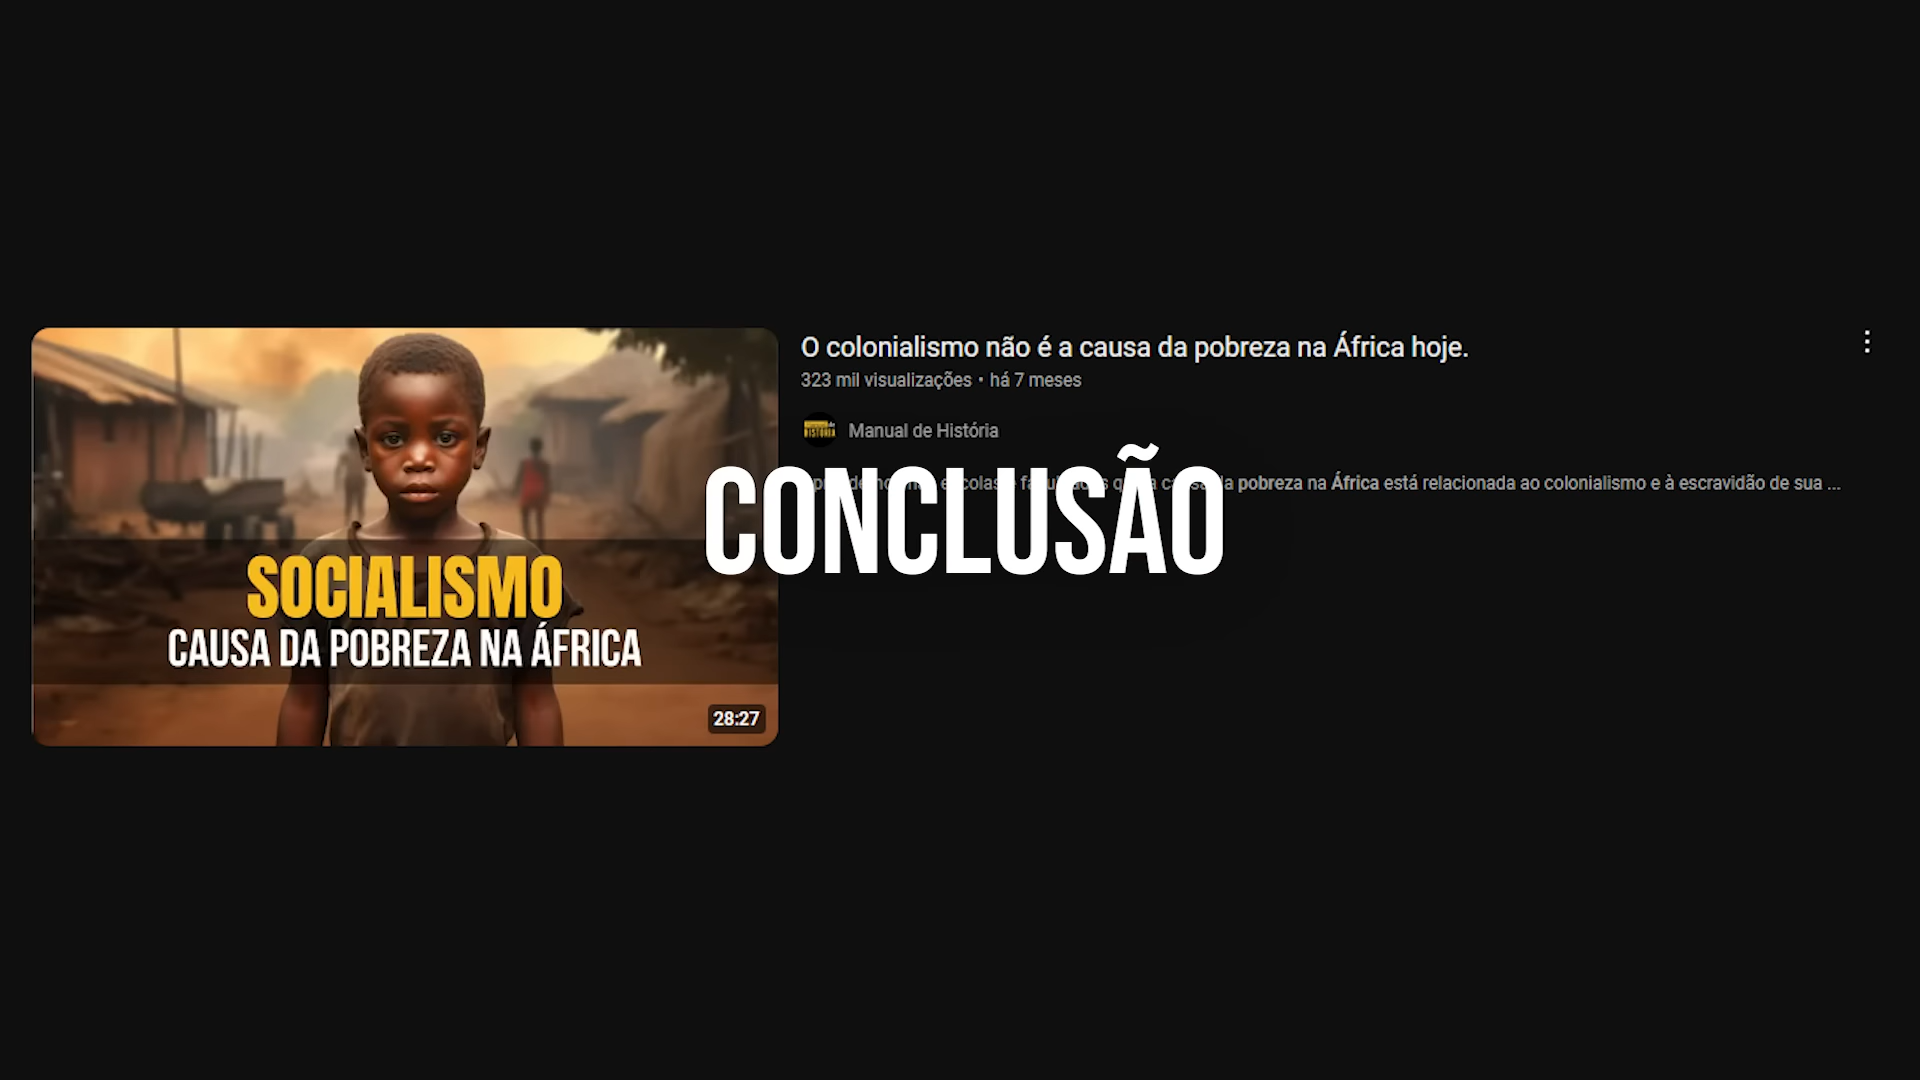 SOCIALISMO
CAUSA DA POBREZA NA ÁFRICA
28:27
O colonialismo não é a causa da pobreza na África hoje.
323 mil visualizações • há 7 meses
Manual de História
pobreza na África está relacionada ao colonialismo e à escravidão de sua ...
CONCLUSÃO